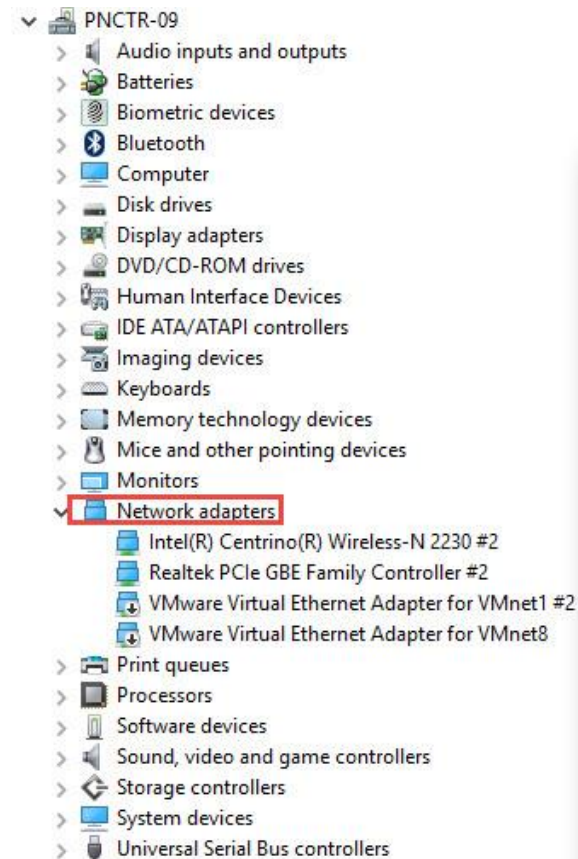 PNCTR-09
Audio inputs and outputs
Batteries
Biometric devices
Bluetooth
Computer
Disk drives
Display adapters
DVD/CD-ROM drives
Human Interface Devices
IDE ATA/ATAPI controllers
Imaging devices
Keyboards
Memory technology devices
Mice and other pointing devices
Monitors
Network adapters
Intel(R) Centrino(R) Wireless-N 2230 #2
Realtek PCIe GBE Family Controller #2
VMware Virtual Ethernet Adapter for VMnet1 #2
VMware Virtual Ethernet Adapter for VMnet8
Print queues
Processors
Software devices
Sound, video and game controllers
Storage controllers
System devices
Universal Serial Bus controllers